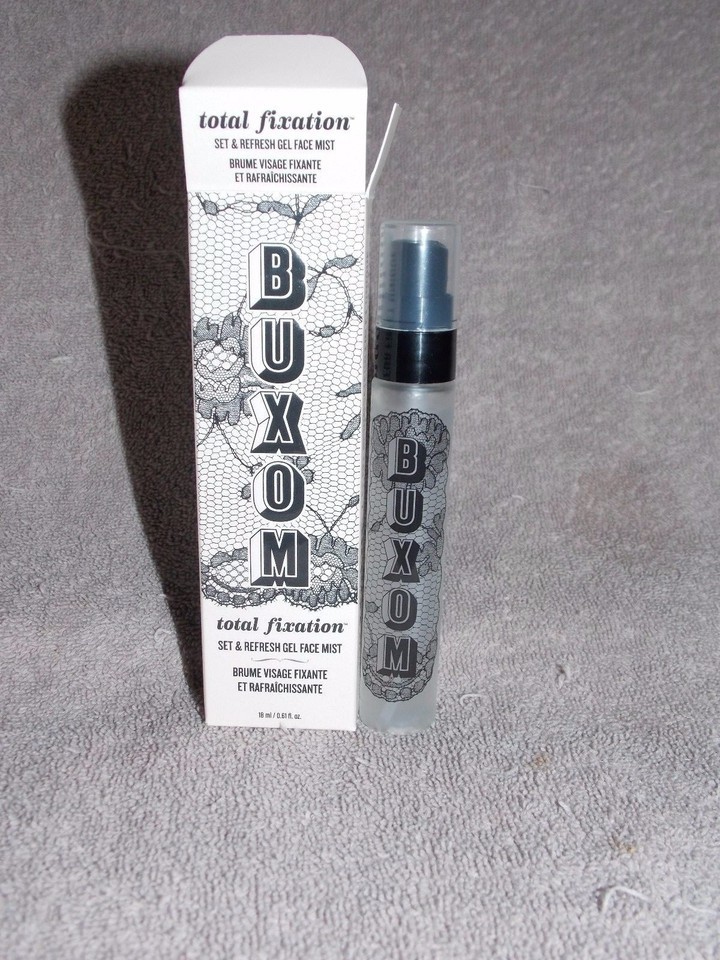 total fixation™
SET & REFRESH GEL FACE MIST
BRUME VISAGE FIXANTE
ET RAFRAÎCHISSANTE
BUXOM
total fixation™
SET & REFRESH GEL FACE MIST
BRUME VISAGE FIXANTE
ET RAFRAÎCHISSANTE
18 ml / 0.61 fl. oz.
BUXOM